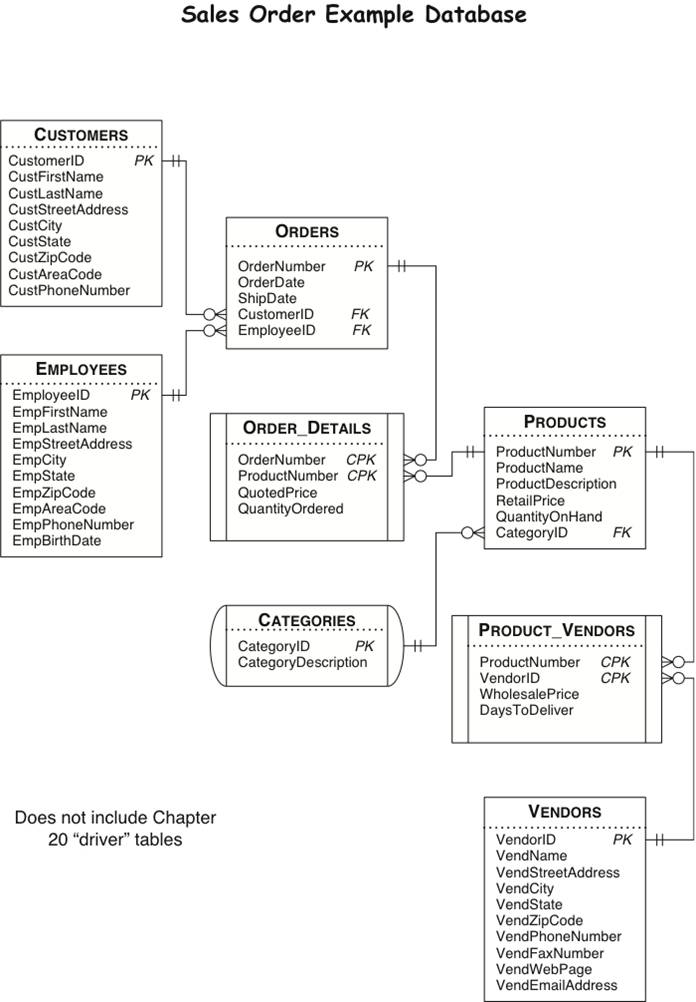 Sales Order Example Database
CUSTOMERS
CustomerID PK
CustFirstName
CustLastName
CustStreetAddress
CustCity
CustState
CustZipCode
CustAreaCode
CustPhoneNumber
ORDERS
OrderNumber PK
OrderDate
ShipDate
CustomerID FK
EmployeeID FK
EMPLOYEES
EmployeeID PK
EmpFirstName
EmpLastName
EmpStreetAddress
EmpCity
EmpState
EmpZipCode
EmpAreaCode
EmpPhoneNumber
EmpBirthDate
ORDER_DETAILS
OrderNumber CPK
ProductNumber CPK
QuotedPrice
QuantityOrdered
PRODUCTS
ProductNumber PK
ProductName
ProductDescription
RetailPrice
QuantityOnHand
CategoryID FK
CATEGORIES
CategoryID PK
CategoryDescription
PRODUCT_VENDORS
ProductNumber CPK
VendorID CPK
WholesalePrice
DaysToDeliver
Does not include Chapter
20 “driver” tables
VENDORS
VendorID PK
VendName
VendStreetAddress
VendCity
VendState
VendZipCode
VendPhoneNumber
VendFaxNumber
VendWebPage
VendEmailAddress